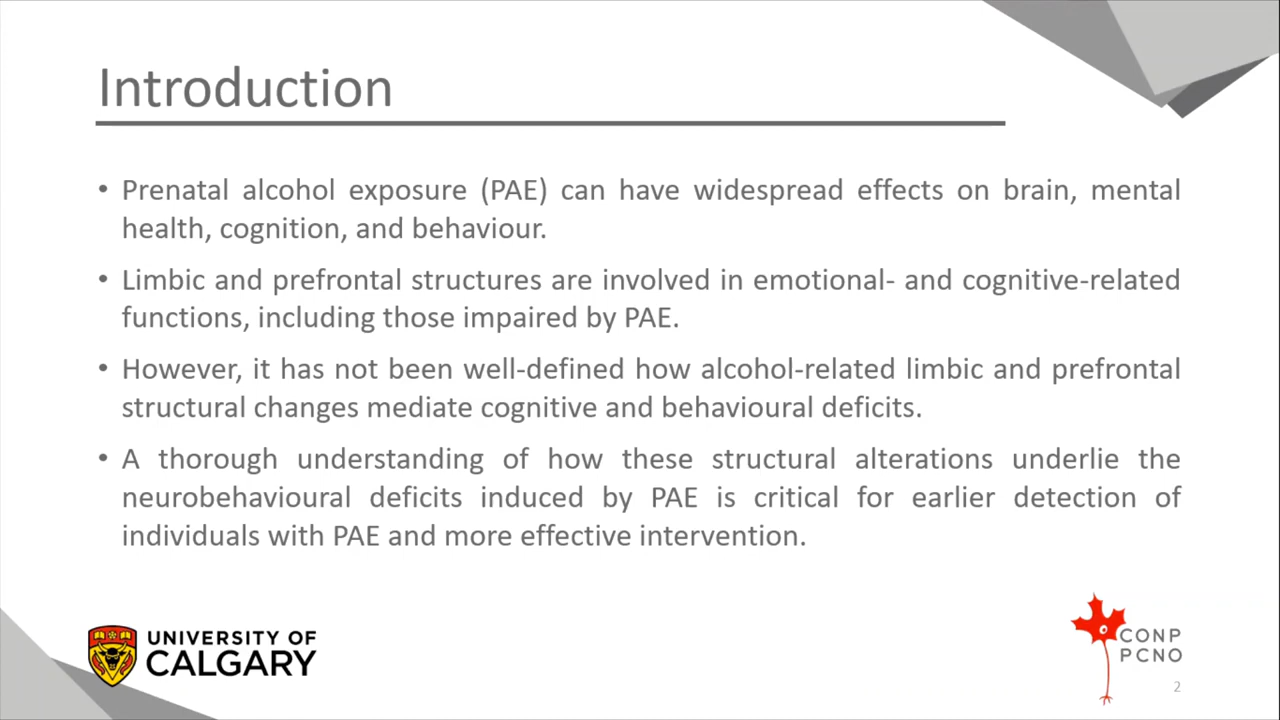 Introduction
• Prenatal alcohol exposure (PAE) can have widespread effects on brain, mental
health, cognition, and behaviour.
• Limbic and prefrontal structures are involved in emotional- and cognitive-related
functions, including those impaired by PAE.
• However, it has not been well-defined how alcohol-related limbic and prefrontal
structural changes mediate cognitive and behavioural deficits.
• A thorough understanding of how these structural alterations underlie the
neurobehavioural deficits induced by PAE is critical for earlier detection of
individuals with PAE and more effective intervention.
UNIVERSITY OF
CALGARY
CONP
PCNO
2